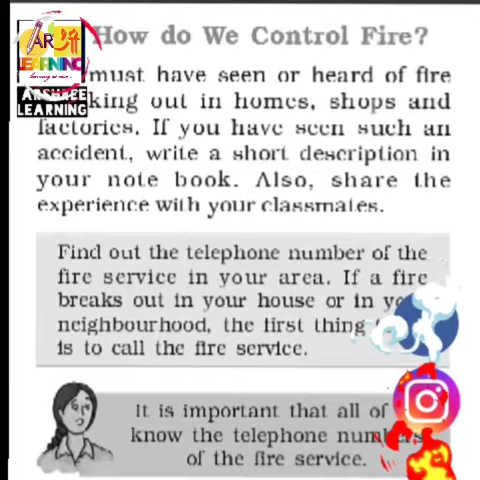 AR श्री
LEARNING
ARSHREE
LEARNING
How do We Control Fire?
must have seen or heard of fire
out in homes, shops and
factories. If you have seen such an
accident, write a short description in
your note book. Also, share the
experience with your classmates.
Find out the telephone number of the
fire service in your area. If a fire
breaks out in your house or in
neighbourhood, the first thing
is to call the fire service.
It is important that all of
know the telephone numbers
of the fire service.